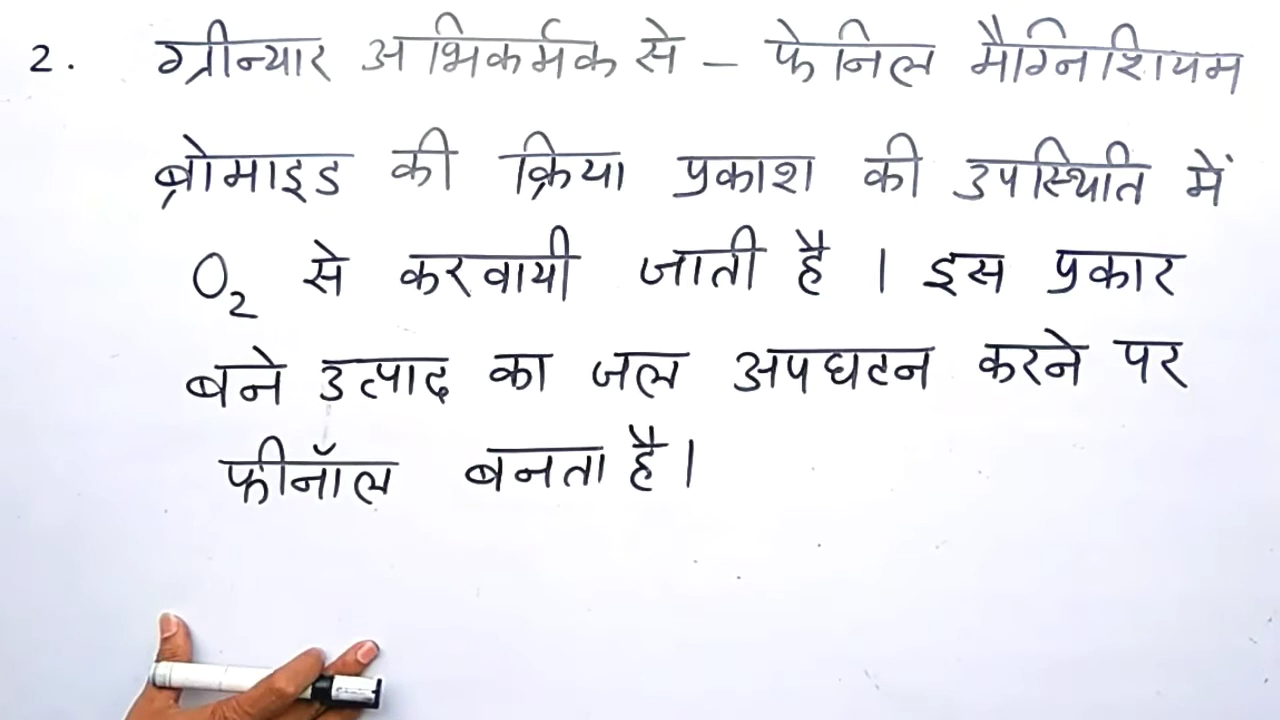 2. ग्रीन्यार अभिकर्मक से - फेनिल मैग्निशियम
ब्रोमाइड की क्रिया प्रकाश की उपस्थिति में
O₂ से करवायी जाती है । इस प्रकार
बने उत्पाद का जल अपघटन करने पर
फीनॉल बनता है।